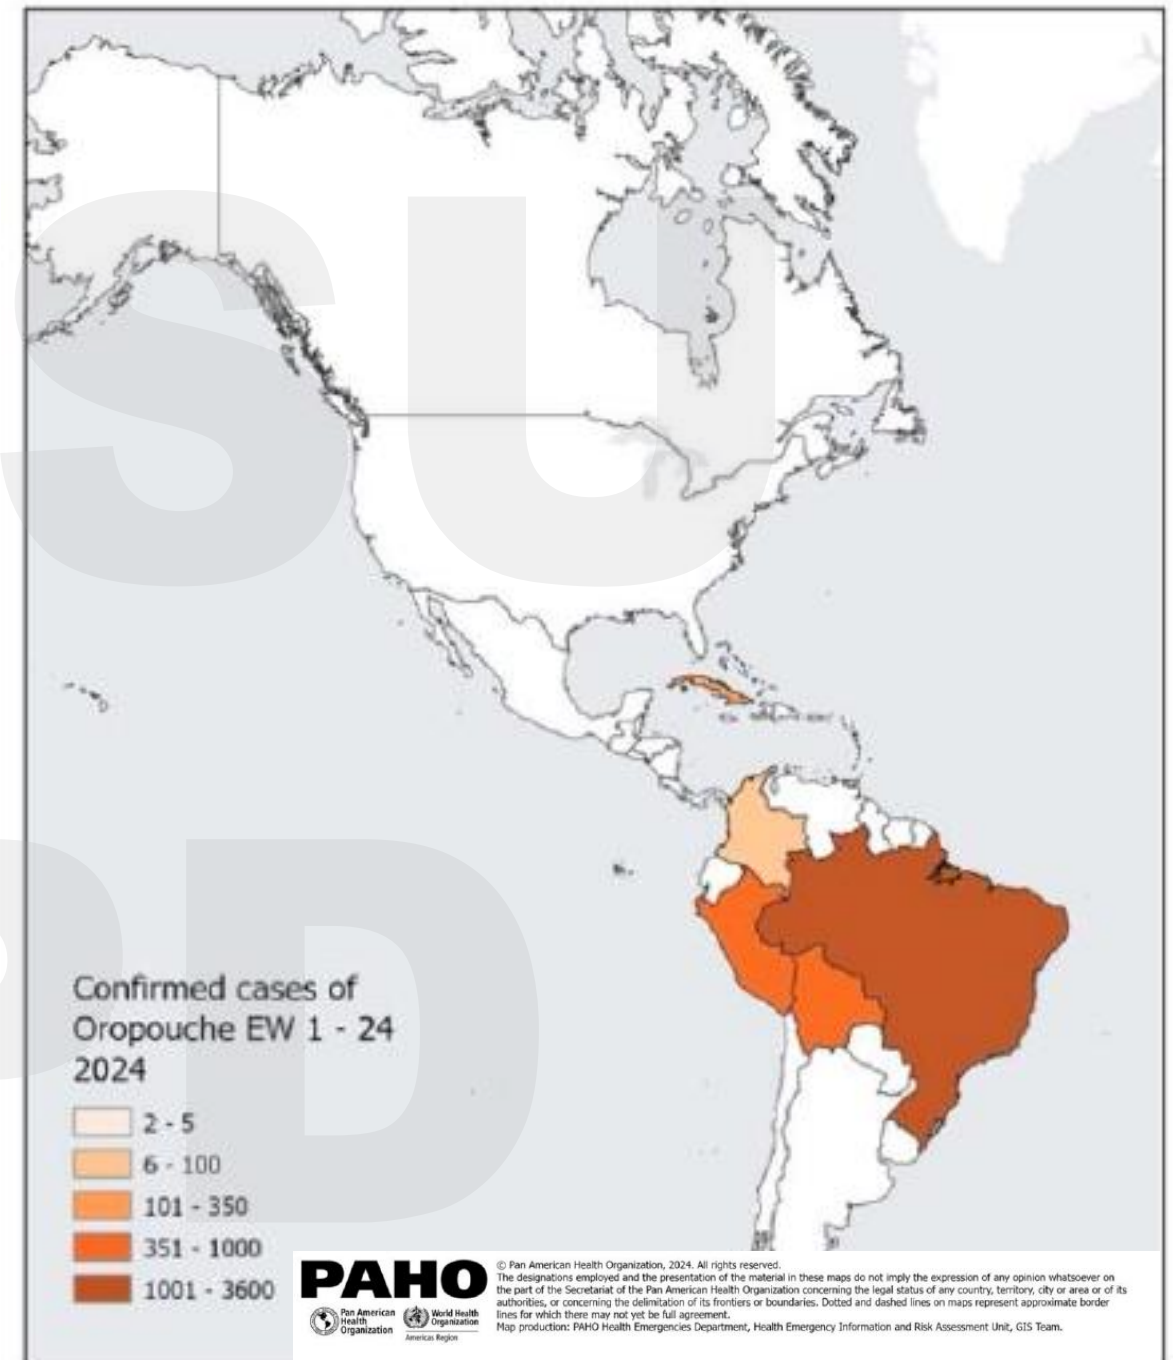 SU
D
Confirmed cases of
Oropouche EW 1 - 24
2024
2 - 5
6 - 100
101 - 350
351 - 1000
1001 - 3600
PAHO
Pan American
Health
Organization
World Health
Organization
Americas Region
© Pan American Health Organization, 2024. All rights reserved.
The designations employed and the presentation of the material in these maps do not imply the expression of any opinion whatsoever on
the part of the Secretariat of the Pan American Health Organization concerning the legal status of any country, territory, city or area or of its
authorities, or concerning the delimitation of its frontiers or boundaries. Dotted and dashed lines on maps represent approximate border
lines for which there may not yet be full agreement.
Map production: PAHO Health Emergencies Department, Health Emergency Information and Risk Assessment Unit, GIS Team.